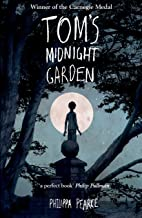 Winner of the Carnegie Medal
TOM'S
MIDNIGHT
GARDEN
'a perfect book' Philip Pullman
PHILIPPA PEARCE